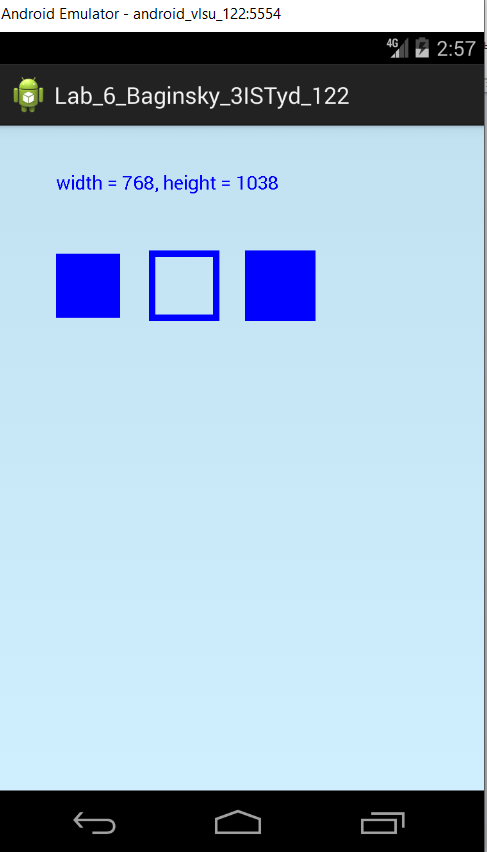 Android Emulator - android_vlsu_122:5554
4G 2:57
Lab_6_Baginsky_3ISTyd_122
width = 768, height = 1038